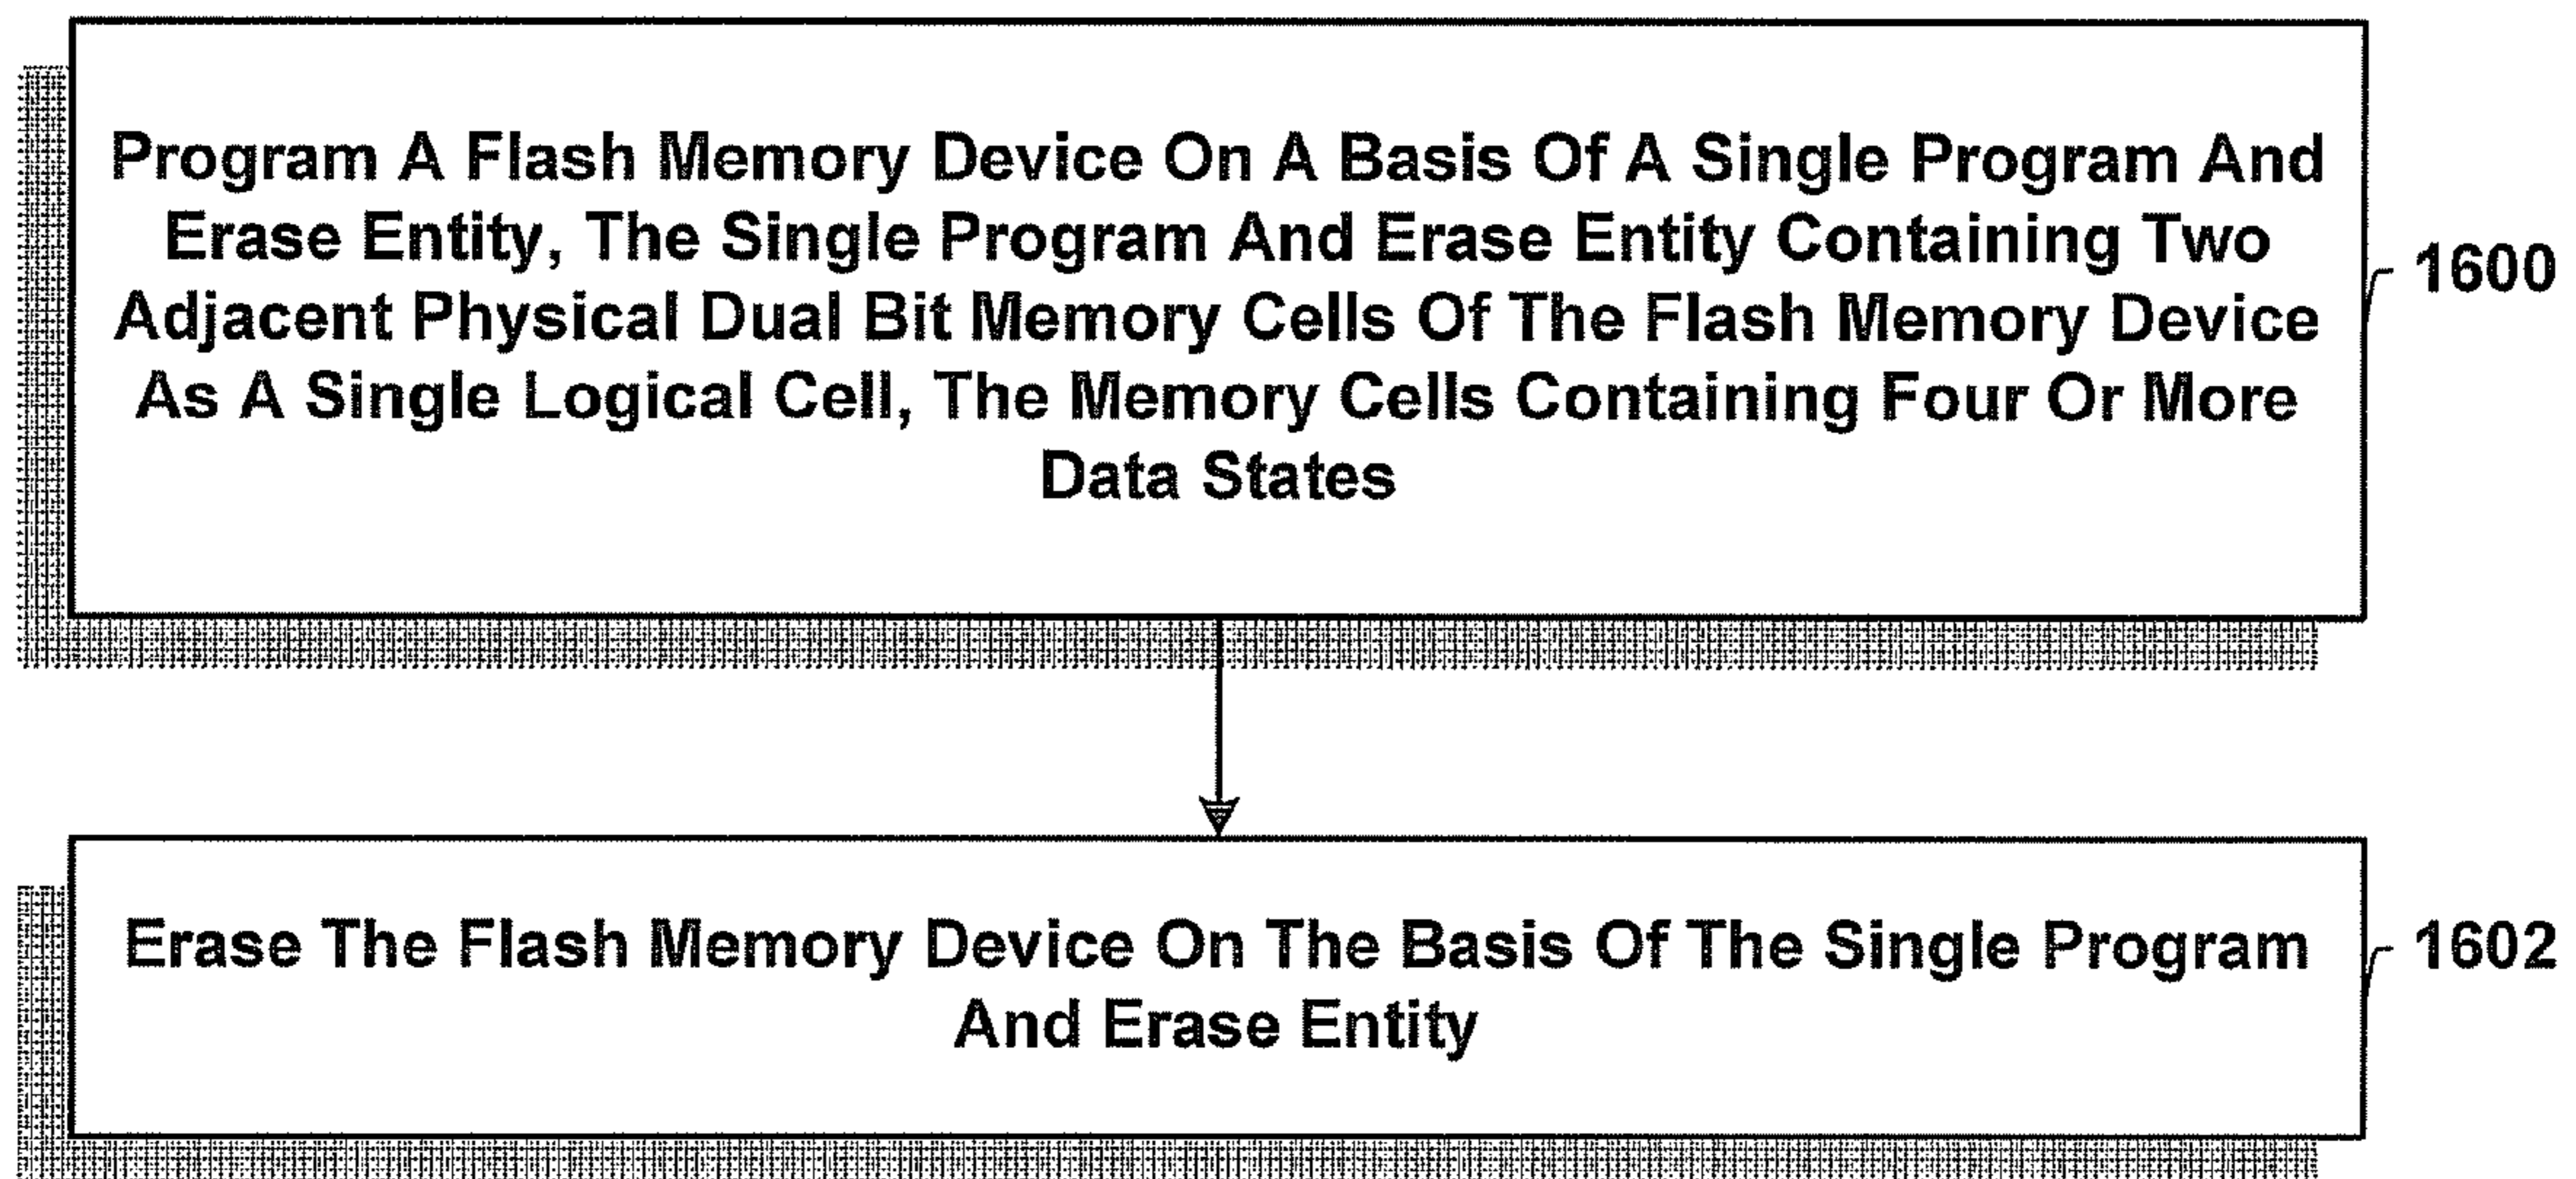 Program A Flash Memory Device On A Basis Of A Single Program And
Erase Entity, The Single Program And Erase Entity Containing Two
Adjacent Physical Dual Bit Memory Cells Of The Flash Memory Device
As A Single Logical Cell, The Memory Cells Containing Four Or More
Data States
1600
Erase The Flash Memory Device On The Basis Of The Single Program
And Erase Entity
1602